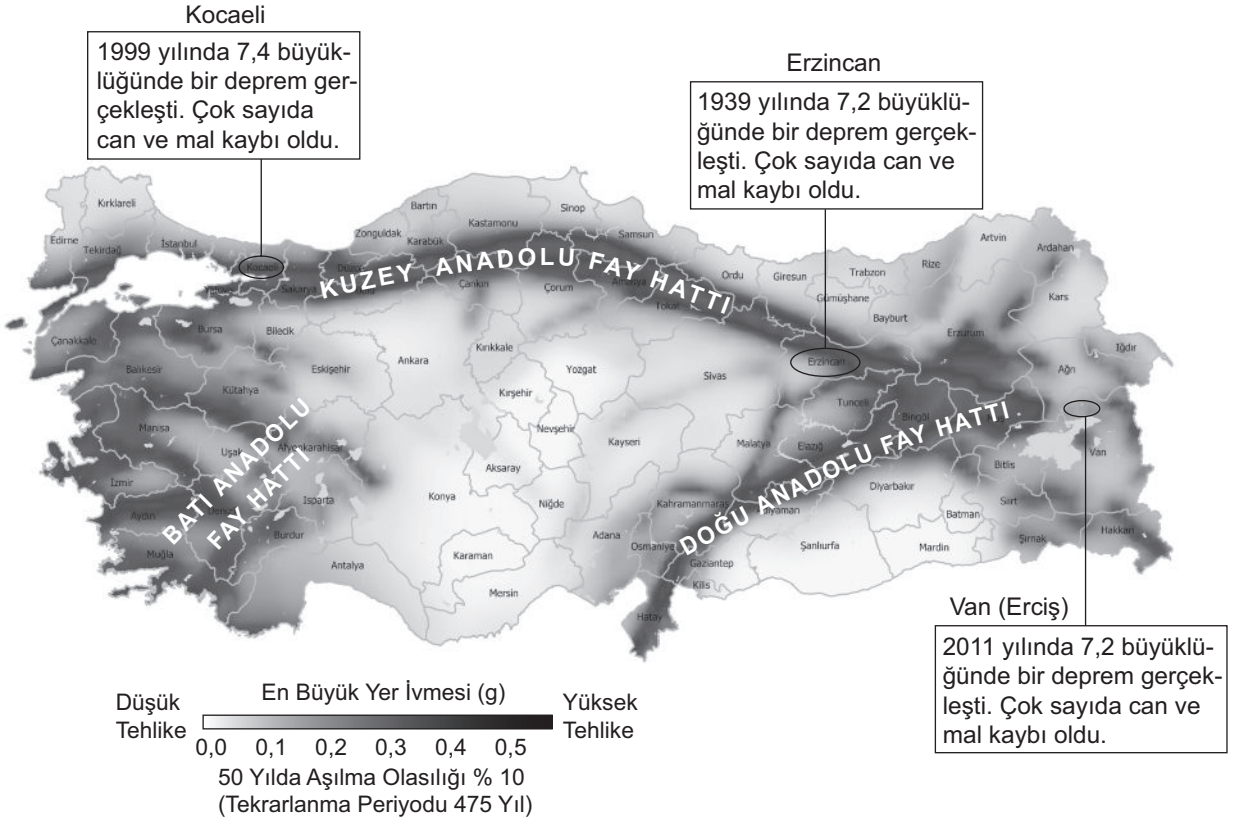 Kocaeli
1999 yılında 7,4 büyük-
lüğünde bir deprem ger-
çekleşti. Çok sayıda
can ve mal kaybı oldu.
Erzincan
1939 yılında 7,2 büyüklü-
ğünde bir deprem gerçek-
leşti. Çok sayıda can ve
mal kaybı oldu.
Kırklareli
Edirne
Tekirdağ
İstanbul
Kocaeli
Sakarya
Zonguldak
Bartın
Karabük
Kastamonu
Sinop
Samsun
Ordu
Giresun
Trabzon
Rize
Artvin
Ardahan
Kars
Gümüşhane
Bayburt
Erzurum
Iğdır
Ağrı
KUZEY ANADOLU FAY HATTI
Çankırı
Çorum
Tokat
Çanakkale
Bursa
Bilecik
Balıkesir
Kütahya
Eskişehir
Ankara
Kırıkkale
Yozgat
Kırşehir
Sivas
Erzincan
Tunceli
Bingöl
Manisa
Uşak
Afyonkarahisar
Nevşehir
Kayseri
Malatya
Elazığ
Van
Bitlis
İzmir
Aydın
Isparta
Konya
Aksaray
Niğde
Kahramanmaraş
Diyarbakır
Batman
Siirt
Hakkari
BATI ANADOLU
FAY HATTI
DOĞU ANADOLU FAY HATTI
Muğla
Burdur
Antalya
Karaman
Mersin
Adana
Osmaniye
Gaziantep
Kilis
Hatay
Şanlıurfa
Mardin
Şırnak
Van (Erciş)
2011 yılında 7,2 büyüklü-
ğünde bir deprem gerçek-
leşti. Çok sayıda can ve
mal kaybı oldu.
Düşük
Tehlike
En Büyük Yer İvmesi (g)
Yüksek
Tehlike
0,0 0,1 0,2 0,3 0,4 0,5
50 Yılda Aşılma Olasılığı % 10
(Tekrarlanma Periyodu 475 Yıl)